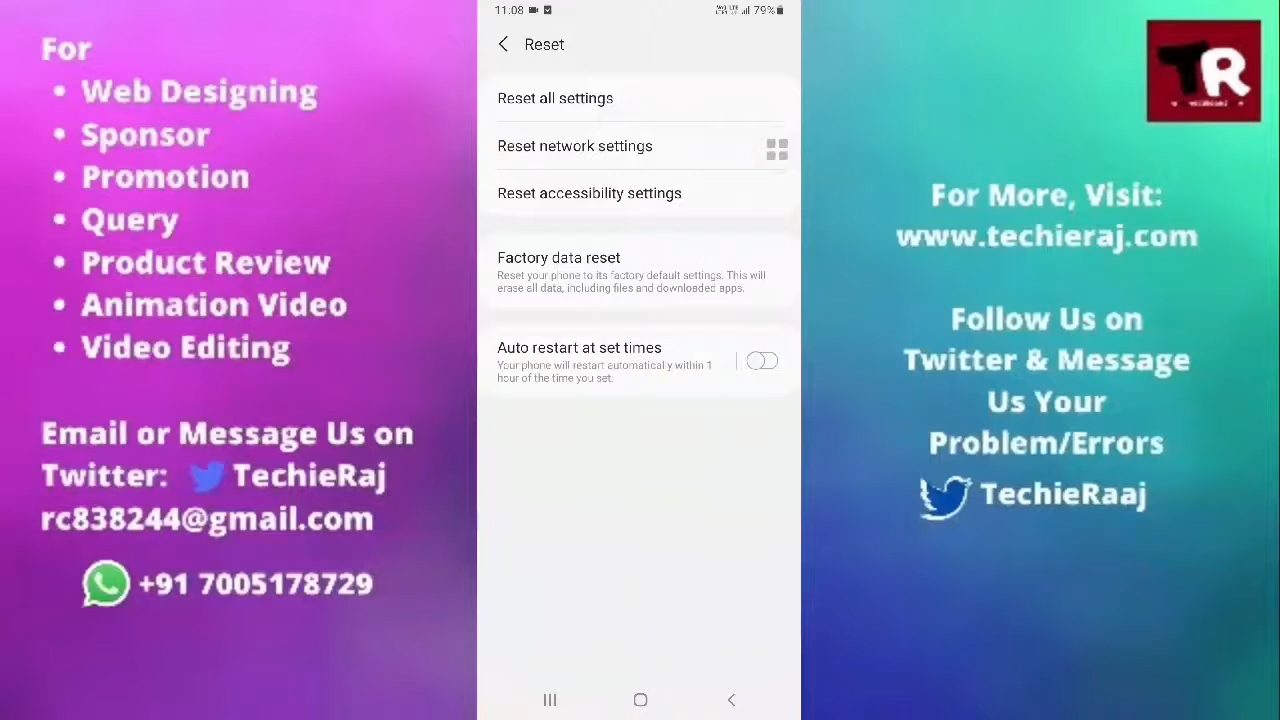 For
• Web Designing
• Sponsor
• Promotion
• Query
• Product Review
• Animation Video
• Video Editing
Email or Message Us on
Twitter: TechieRaj
rc838244@gmail.com
+91 7005178729
11:08
79%
Reset
Reset all settings
Reset network settings
Reset accessibility settings
Factory data reset
Reset your phone to its factory default settings. This will
erase all data, including files and downloaded apps.
Auto restart at set times
Your phone will restart automatically within 1
hour of the time you set.
TR
For More, Visit:
www.techieraj.com
Follow Us on
Twitter & Message
Us Your
Problem/Errors
TechieRaaj